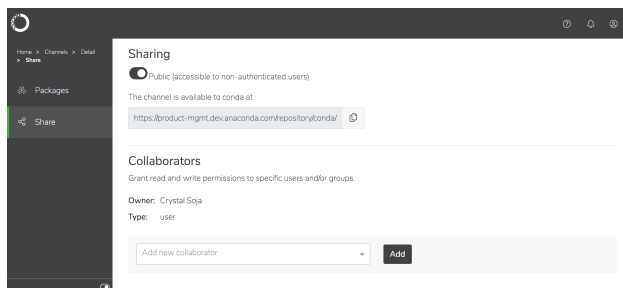 Home > Channels > Detail
> Share
Packages
Share
Sharing
Public (accessible to non-authenticated users)
The channel is available to conda at
https://product-mgmt.dev.anaconda.com/repository/conda/
Collaborators
Grant read and write permissions to specific users and/or groups.
Owner: Crystal Soja
Type: user
Add new collaborator
Add